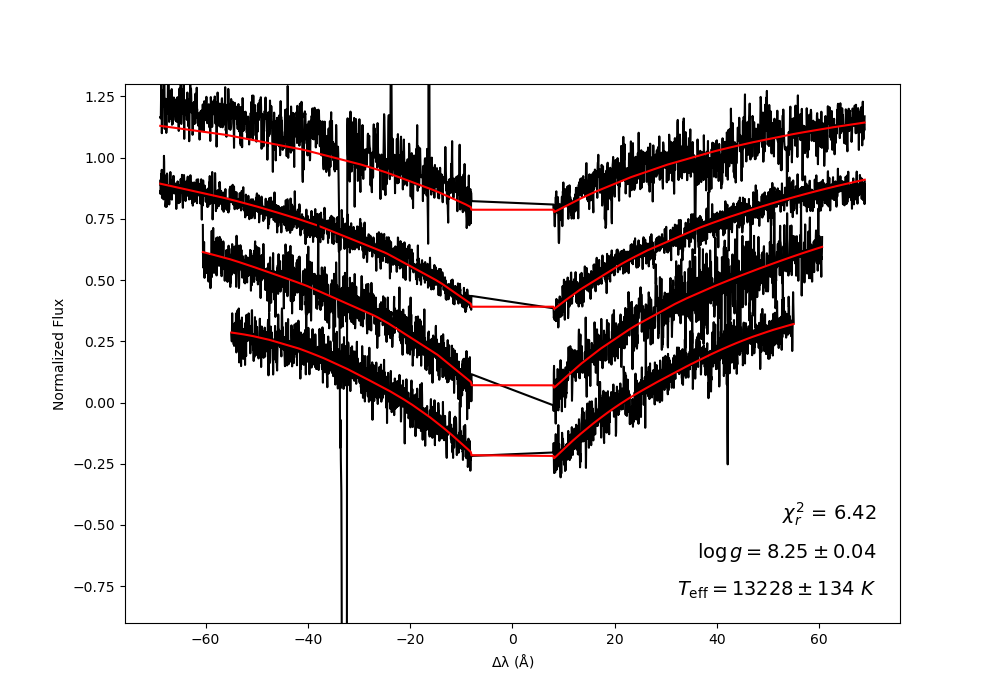 1.25
1.00
0.75
0.50
0.25
0.00
−0.25
−0.50
−0.75
Normalized Flux
χ²ᵣ = 6.42
log g = 8.25 ± 0.04
T_eff = 13228 ± 134 K
−60 −40 −20 0 20 40 60
Δλ (Å)